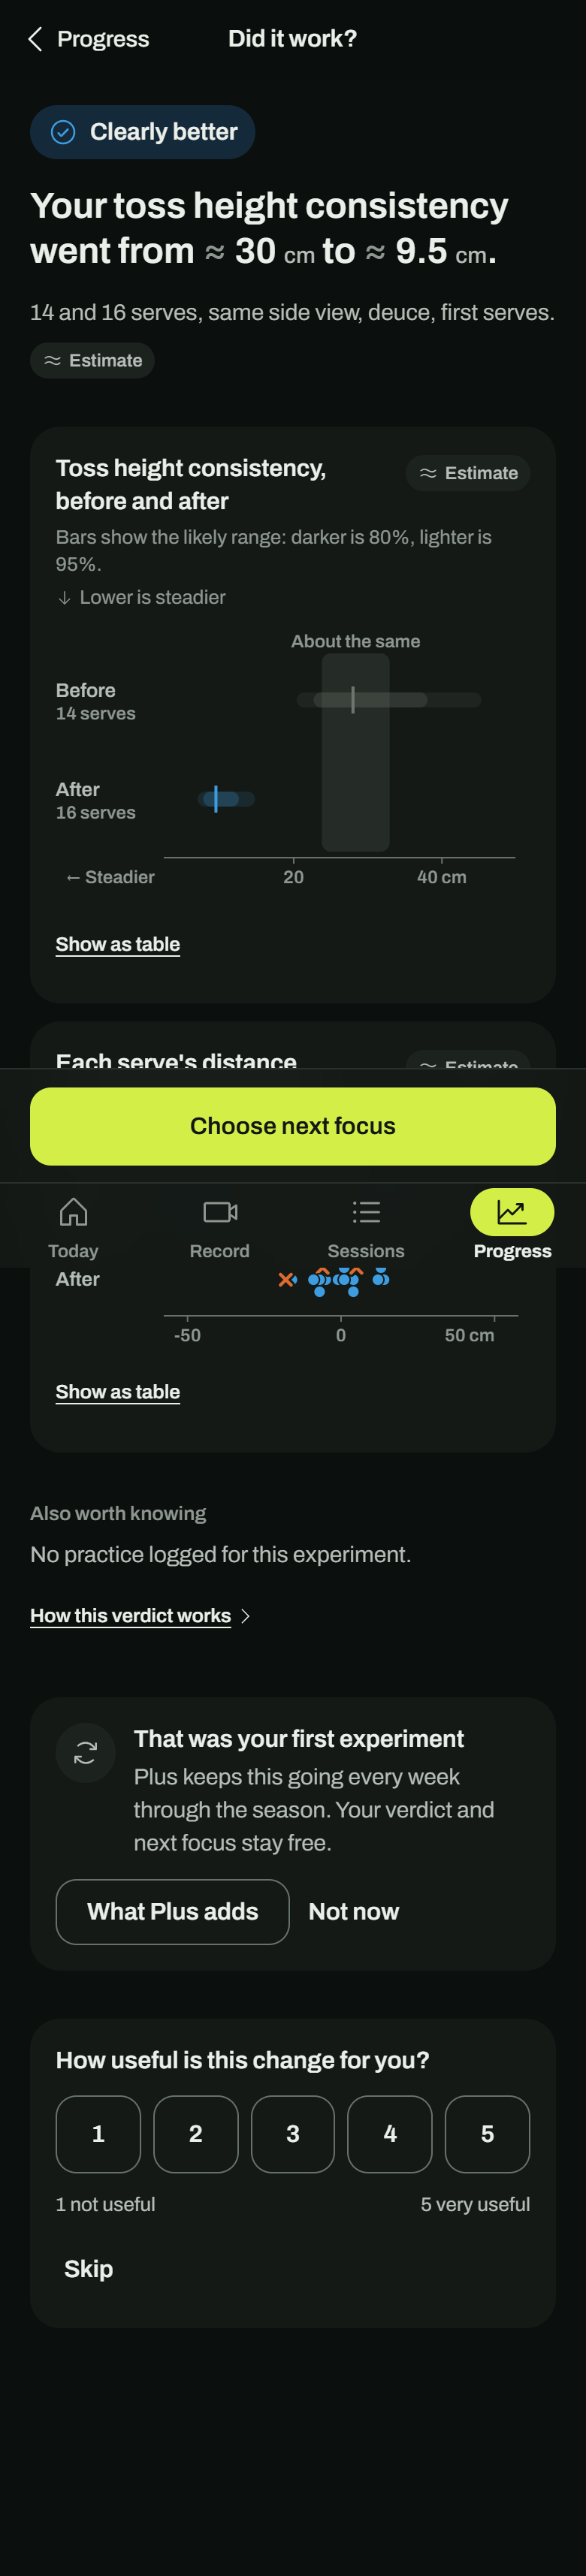 Progress
Did it work?
Clearly better
Your toss height consistency
went from ≈ 30 cm to ≈ 9.5 cm.
14 and 16 serves, same side view, deuce, first serves.
≈ Estimate
Toss height consistency,
before and after
≈ Estimate
Bars show the likely range: darker is 80%, lighter is
95%.
↓ Lower is steadier
About the same
Before
14 serves
After
16 serves
← Steadier
20
40 cm
Show as table
Each serve's distance
≈ Estimate
Choose next focus
Today
Record
Sessions
Progress
After
-50
0
50 cm
Show as table
Also worth knowing
No practice logged for this experiment.
How this verdict works
That was your first experiment
Plus keeps this going every week
through the season. Your verdict and
next focus stay free.
What Plus adds
Not now
How useful is this change for you?
1
2
3
4
5
1 not useful
5 very useful
Skip